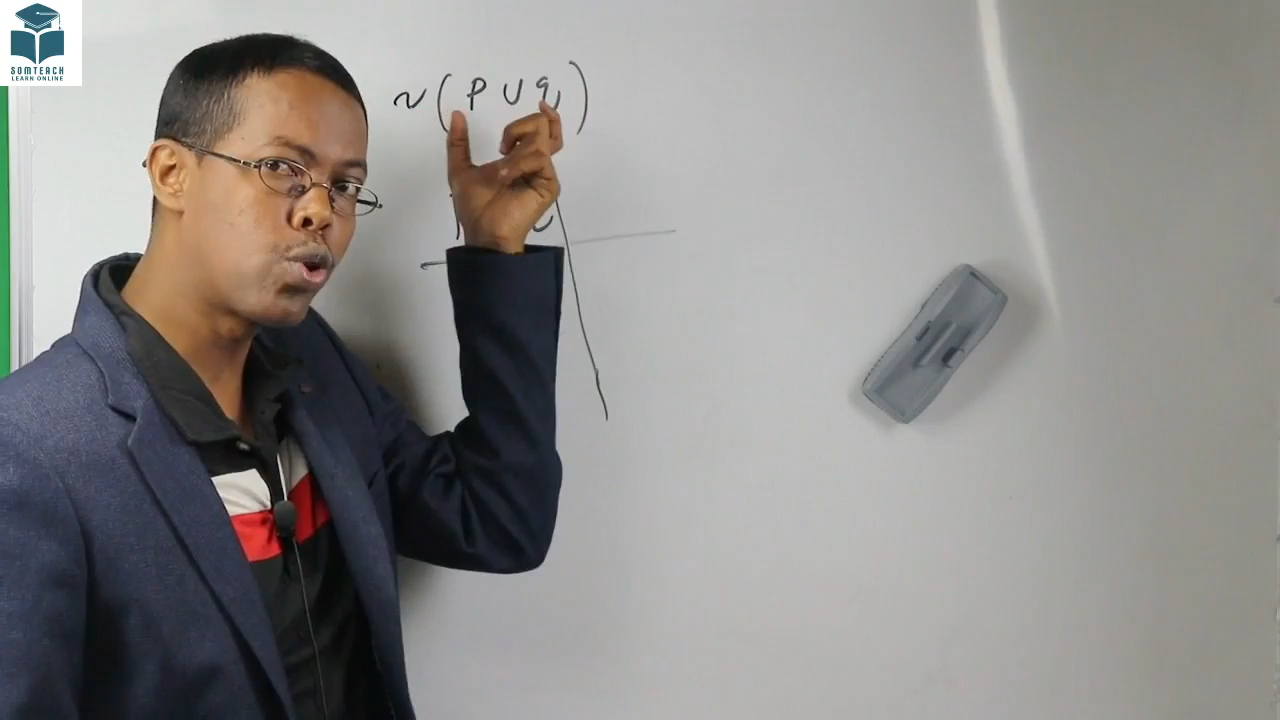 SOMTEACH
LEARN ONLINE
~(p ∪ q)